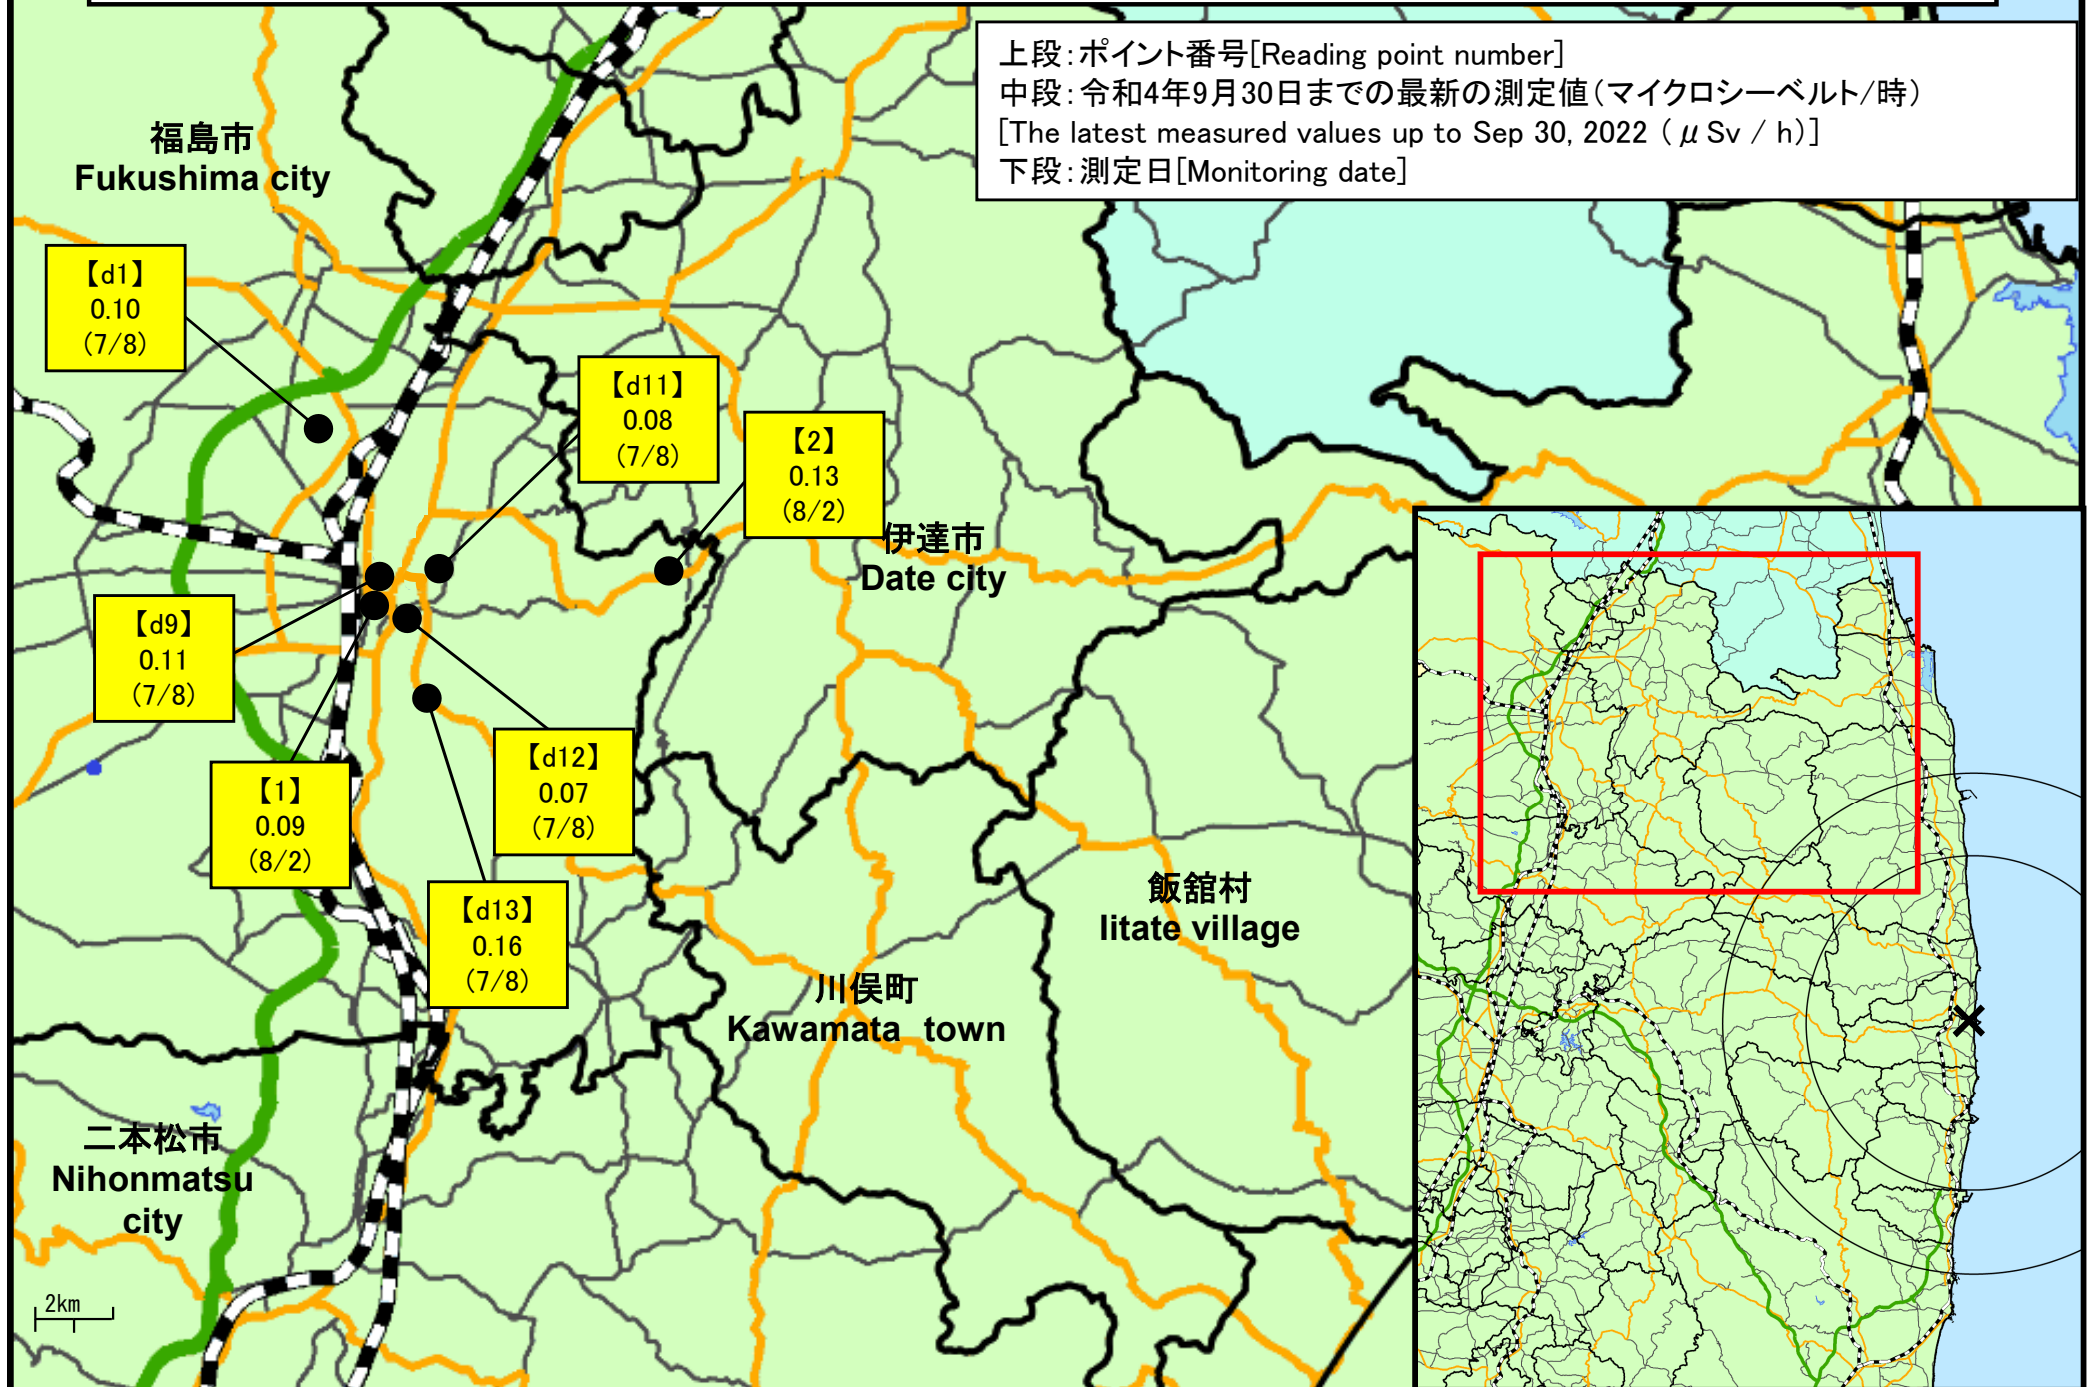 上段：ポイント番号[Reading point number]
中段：令和4年9月30日までの最新の測定値（マイクロシーベルト/時）
[The latest measured values up to Sep 30, 2022（μSv / h）]
下段：測定日[Monitoring date]
福島市
Fukushima city
【d1】
0.10
(7/8)
【d11】
0.08
(7/8)
【2】
0.13
(8/2)
伊達市
Date city
【d9】
0.11
(7/8)
【d12】
0.07
(7/8)
【1】
0.09
(8/2)
【d13】
0.16
(7/8)
飯舘村
Iitate village
川俣町
Kawamata town
二本松市
Nihonmatsu
city
2km